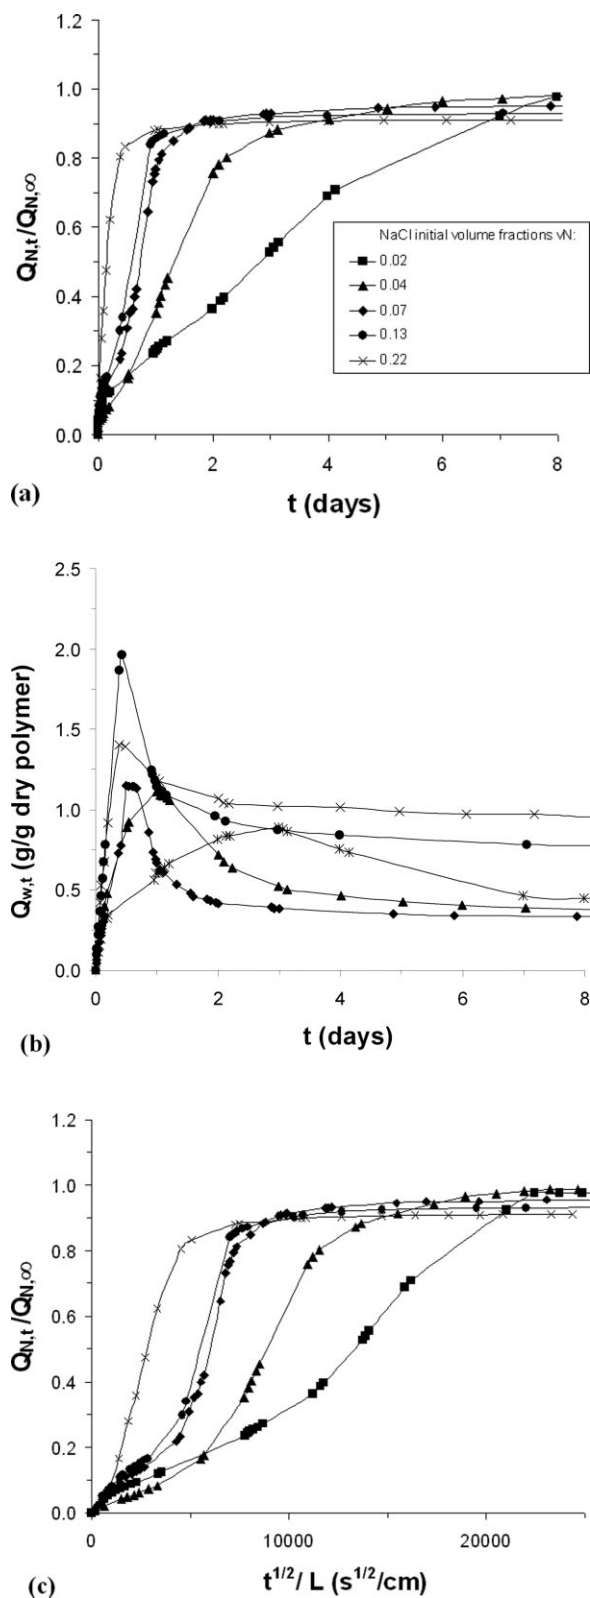 1.2
1.0
0.8
0.6
0.4
0.2
0.0
Q_N,t/Q_N,∞
NaCl initial volume fractions vN:
0.02
0.04
0.07
0.13
0.22
0 2 4 6 8
t (days)
(a)
2.5
2.0
1.5
1.0
0.5
0.0
Q_w,t (g/g dry polymer)
0 2 4 6 8
t (days)
(b)
1.2
1.0
0.8
0.6
0.4
0.2
0.0
Q_N,t/Q_N,∞
0 10000 20000
t^1/2/ L (s^1/2/cm)
(c)